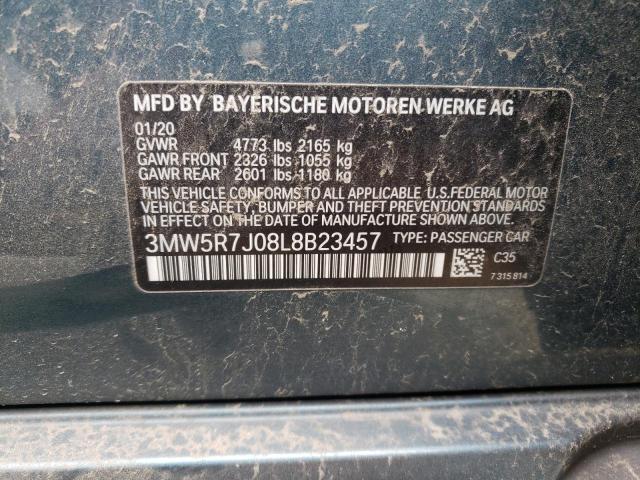 MFD BY BAYERISCHE MOTOREN WERKE AG
01/20
GVWR 4773 lbs 2165 kg
GAWR FRONT 2326 lbs 1055 kg
GAWR REAR 2601 lbs 1180 kg
THIS VEHICLE CONFORMS TO ALL APPLICABLE U.S. FEDERAL MOTOR
VEHICLE SAFETY, BUMPER AND THEFT PREVENTION STANDARDS
IN EFFECT ON THE DATE OF MANUFACTURE SHOWN ABOVE.
3MW5R7J08L8B23457 TYPE: PASSENGER CAR
C35
7 315 814